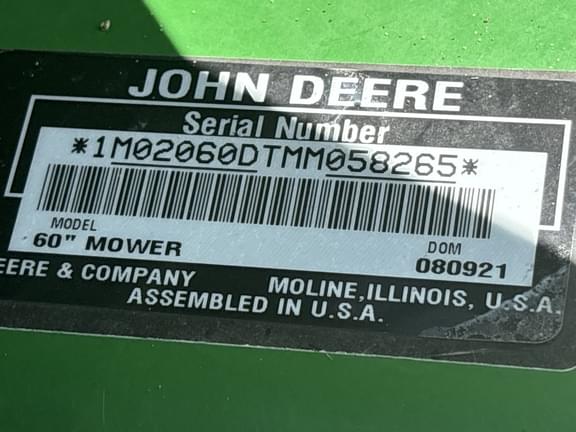 JOHN DEERE
Serial Number
*1M02060DTMM058265*
MODEL
60" MOWER
DOM
080921
EERE & COMPANY
MOLINE, ILLINOIS, U.S.A.
ASSEMBLED IN U.S.A.